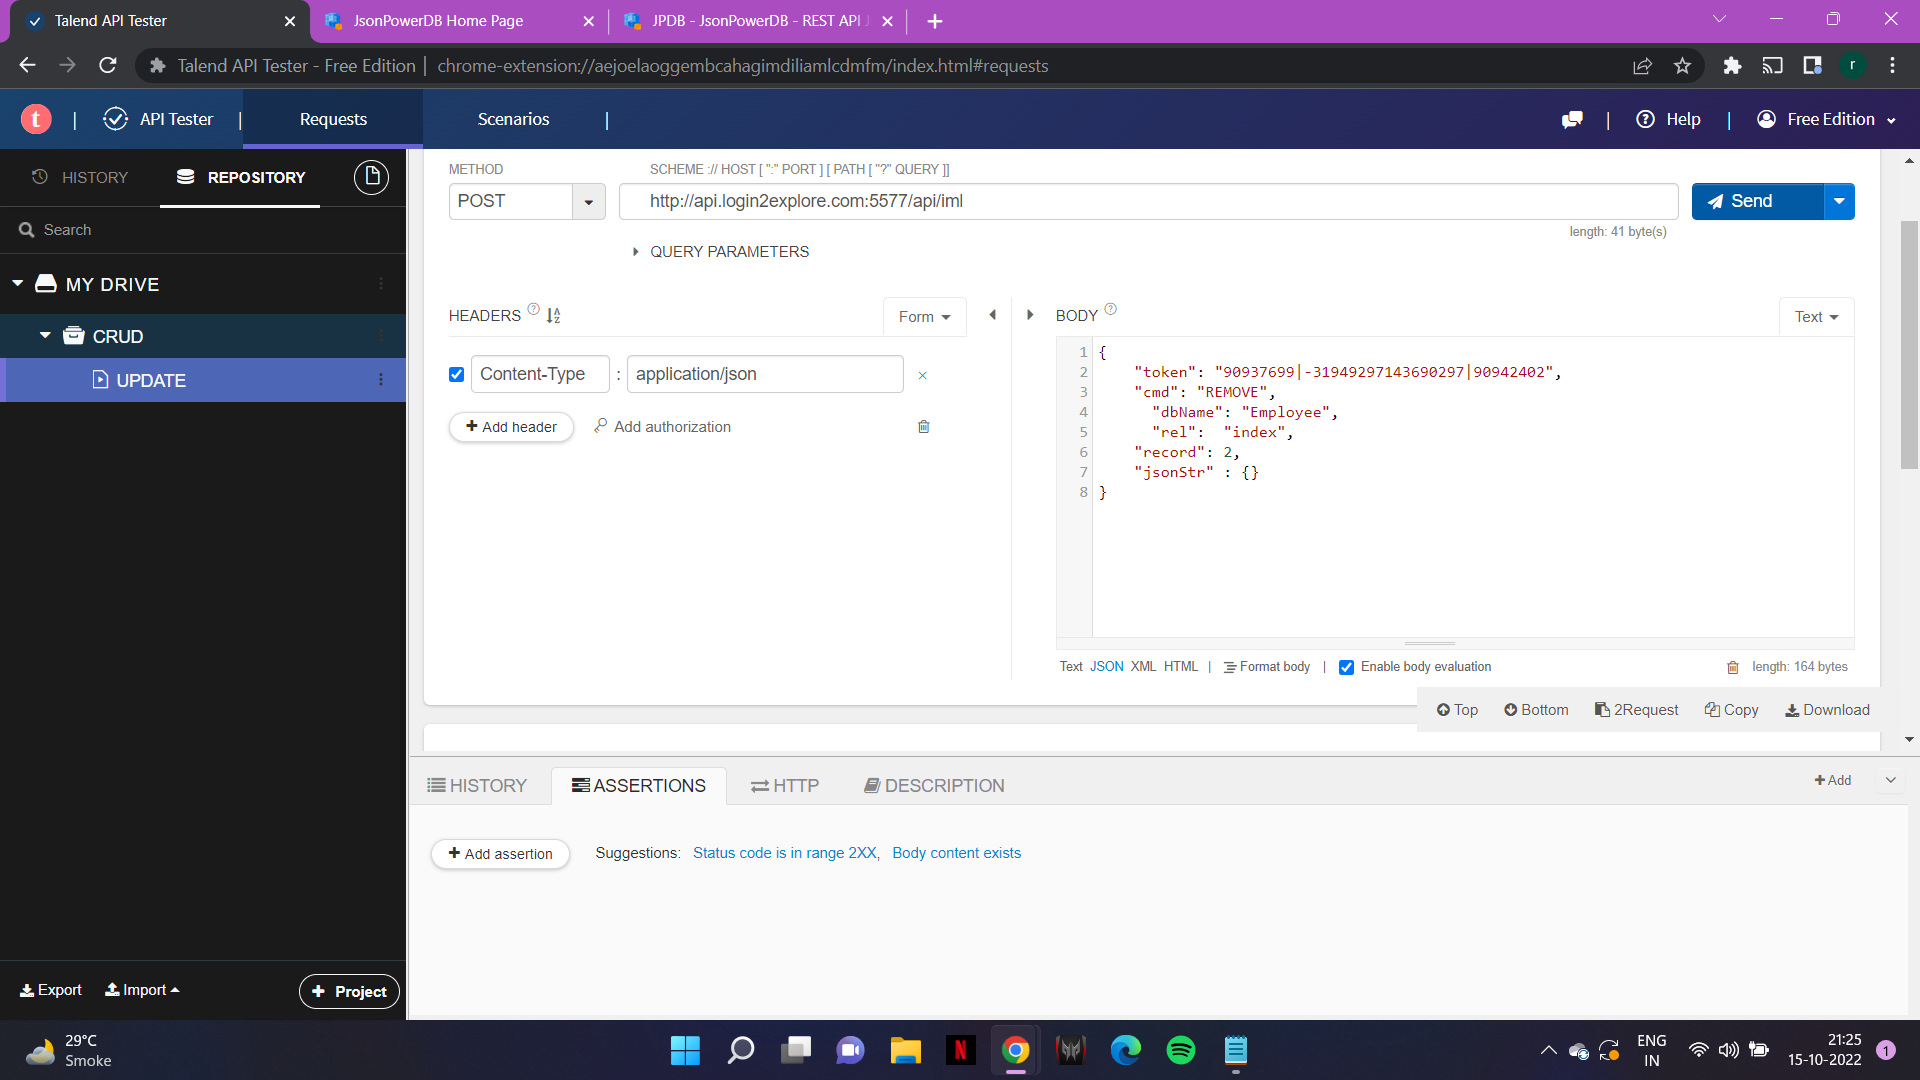 Talend API Tester
JsonPowerDB Home Page
JPDB - JsonPowerDB - REST API
Talend API Tester - Free Edition | chrome-extension://aejoelaoggembcahagimdiliamlcdmfm/index.html#requests
r
t | API Tester | Requests Scenarios |
| Help | Free Edition
HISTORY
REPOSITORY
Search
MY DRIVE
CRUD
UPDATE
METHOD
SCHEME :// HOST [ ":" PORT ] [ PATH [ "?" QUERY ]]
POST
http://api.login2explore.com:5577/api/iml
Send
length: 41 byte(s)
QUERY PARAMETERS
HEADERS
Form
Content-Type : application/json
Add header
Add authorization
BODY
Text
1 {
2 "token": "90937699|-31949297143690297|90942402",
3 "cmd": "REMOVE",
4 "dbName": "Employee",
5 "rel": "index",
6 "record": 2,
7 "jsonStr" : {}
8 }
Text JSON XML HTML | Format body | Enable body evaluation
length: 164 bytes
Top Bottom 2Request Copy Download
HISTORY ASSERTIONS HTTP DESCRIPTION
+Add
Add assertion
Suggestions: Status code is in range 2XX, Body content exists
Export
Import
+ Project
29°C
Smoke
ENG
IN
21:25
15-10-2022
1